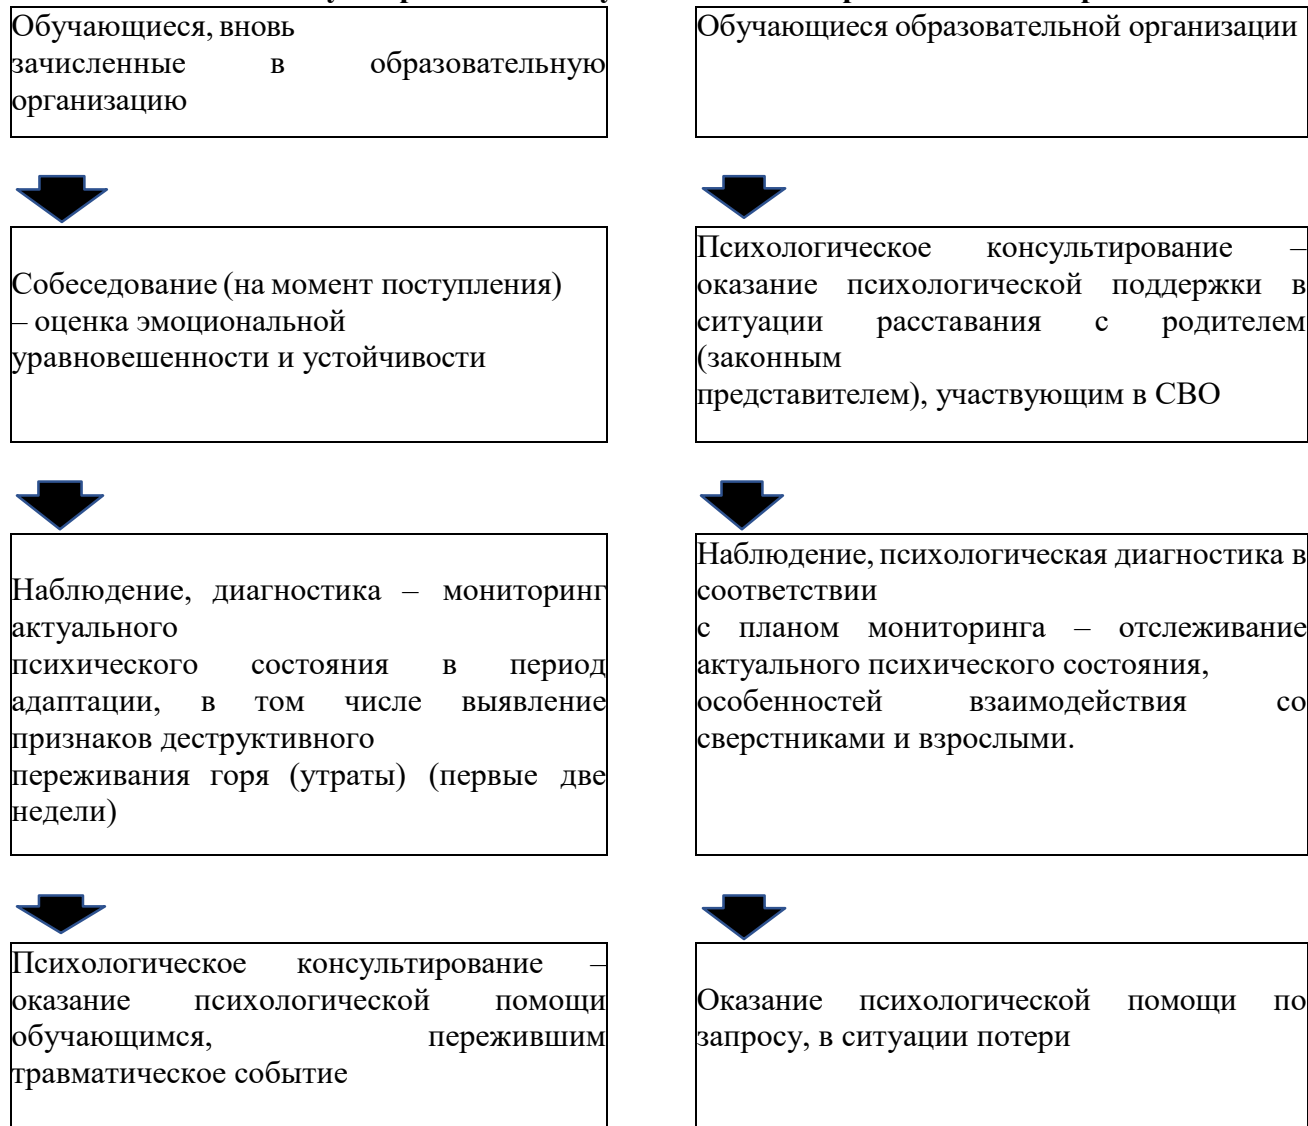 Обучающиеся, вновь
зачисленные в образовательную
организацию
Обучающиеся образовательной организации
Собеседование (на момент поступления)
– оценка эмоциональной
уравновешенности и устойчивости
Психологическое консультирование –
оказание психологической поддержки в
ситуации расставания с родителем
(законным
представителем), участвующим в СВО
Наблюдение, диагностика – мониторинг
актуального
психического состояния в период
адаптации, в том числе выявление
признаков деструктивного
переживания горя (утраты) (первые две
недели)
Наблюдение, психологическая диагностика в
соответствии
с планом мониторинга – отслеживание
актуального психического состояния,
особенностей взаимодействия со
сверстниками и взрослыми.
Психологическое консультирование –
оказание психологической помощи
обучающимся, пережившим
травматическое событие
Оказание психологической помощи по
запросу, в ситуации потери